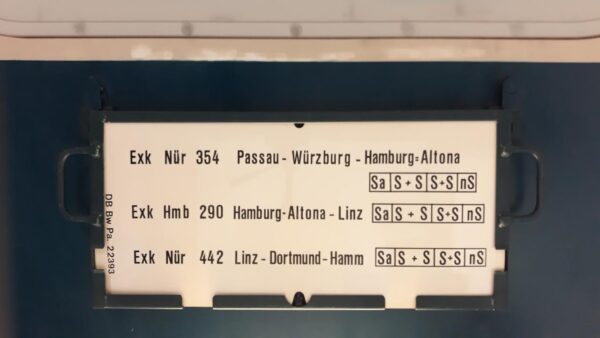 Exk Nür 354 Passau - Würzburg - Hamburg=Altona
Sa S + S S+S nS
Exk Hmb 290 Hamburg-Altona - Linz Sa S + S S+S nS
Exk Nür 442 Linz - Dortmund - Hamm Sa S + S S+S nS
DB Bw Pa. 22393